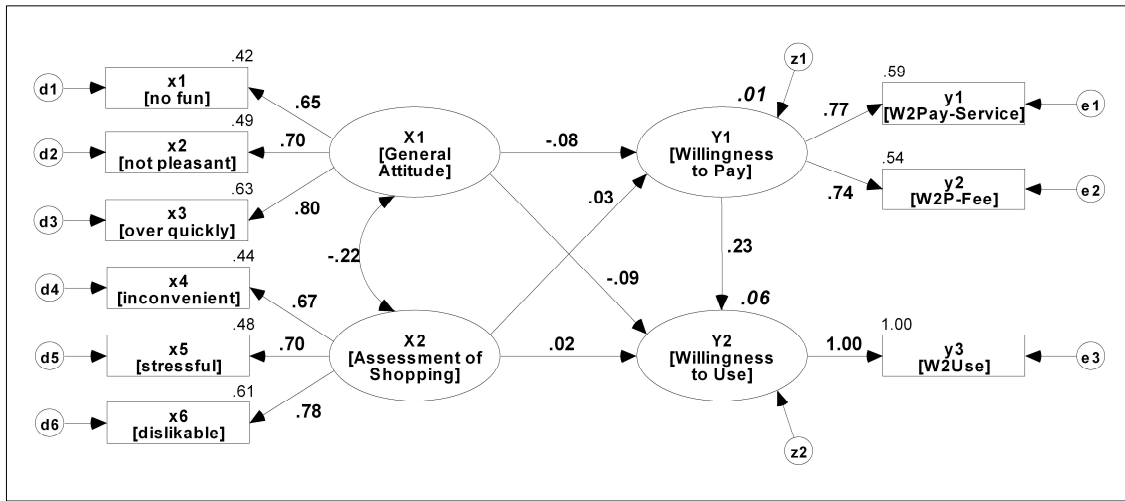 .42
d1
x1
[no fun]
.65
.49
d2
x2
[not pleasant]
.70
.63
d3
x3
[over quickly]
.80
.44
d4
x4
[inconvenient]
.67
.48
d5
x5
[stressful]
.70
.61
d6
x6
[dislikable]
.78
X1
[General
Attitude]
-.22
X2
[Assessment of
Shopping]
-.08
.03
-.09
.02
z1
.01
Y1
[Willingness
to Pay]
.23
.06
Y2
[Willingness
to Use]
z2
.77
.59
y1
[W2Pay-Service]
e1
.74
.54
y2
[W2P-Fee]
e2
1.00
1.00
y3
[W2Use]
e3